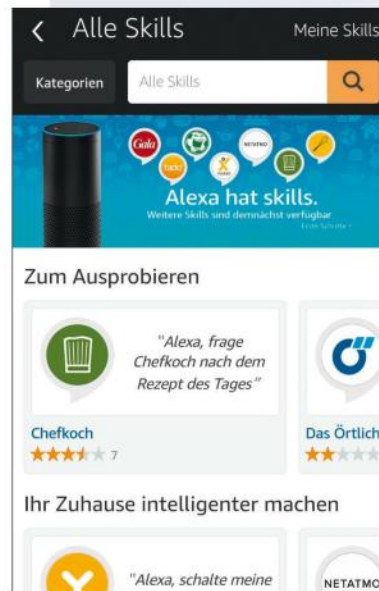 Alle Skills
Meine Skills
Kategorien
Alle Skills
Gala
NETATMO
Alexa hat skills.
Weitere Skills sind demnächst verfügbar
Zum Ausprobieren
"Alexa, frage
Chefkoch nach dem
Rezept des Tages"
Chefkoch
7
Das Örtlich
Ihr Zuhause intelligenter machen
"Alexa, schalte meine
NETATMO